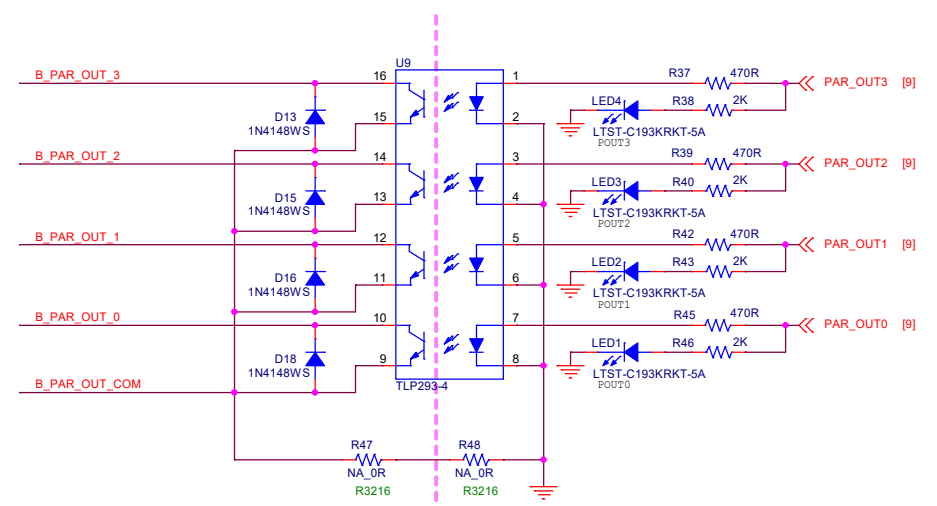 U9
B_PAR_OUT_3
16
1
R37
470R
PAR_OUT3
[9]
D13
1N4148WS
15
2
LED4
R38
2K
LTST-C193KRKT-5A
POUT3
B_PAR_OUT_2
14
3
R39
470R
PAR_OUT2
[9]
D15
1N4148WS
13
4
LED3
R40
2K
LTST-C193KRKT-5A
POUT2
B_PAR_OUT_1
12
5
R42
470R
PAR_OUT1
[9]
D16
1N4148WS
11
6
LED2
R43
2K
LTST-C193KRKT-5A
POUT1
B_PAR_OUT_0
10
7
R45
470R
PAR_OUT0
[9]
D18
1N4148WS
9
8
LED1
R46
2K
LTST-C193KRKT-5A
POUT0
B_PAR_OUT_COM
TLP293-4
R47
R48
NA_0R
NA_0R
R3216
R3216